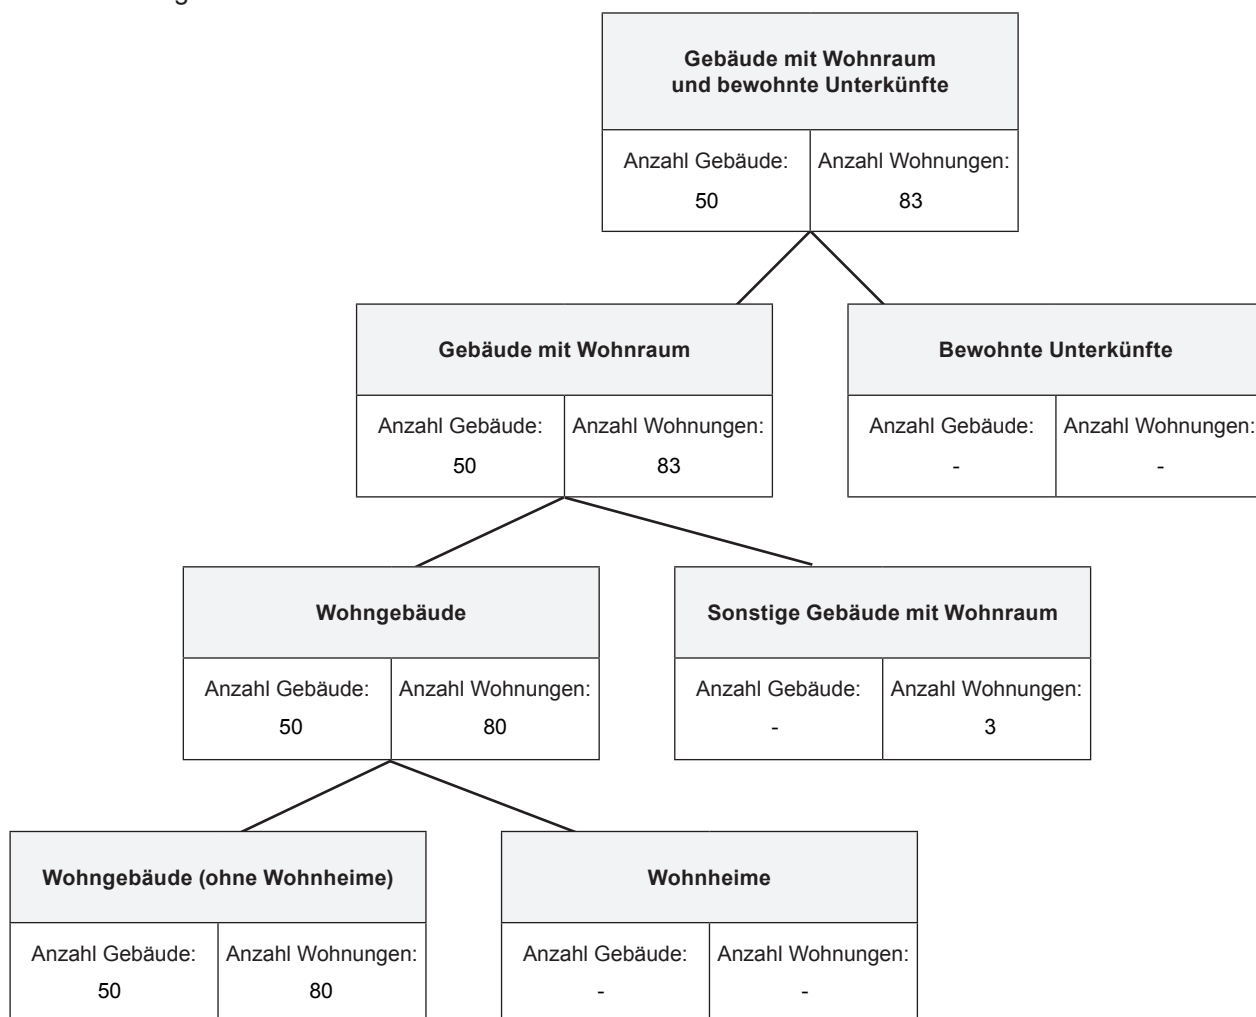 Gebäude mit Wohnraum
und bewohnte Unterkünfte
Anzahl Gebäude: Anzahl Wohnungen:
50 83
Gebäude mit Wohnraum Bewohnte Unterkünfte
Anzahl Gebäude: Anzahl Wohnungen: Anzahl Gebäude: Anzahl Wohnungen:
50 83 - -
Wohngebäude Sonstige Gebäude mit Wohnraum
Anzahl Gebäude: Anzahl Wohnungen: Anzahl Gebäude: Anzahl Wohnungen:
50 80 - 3
Wohngebäude (ohne Wohnheime) Wohnheime
Anzahl Gebäude: Anzahl Wohnungen: Anzahl Gebäude: Anzahl Wohnungen:
50 80 - -